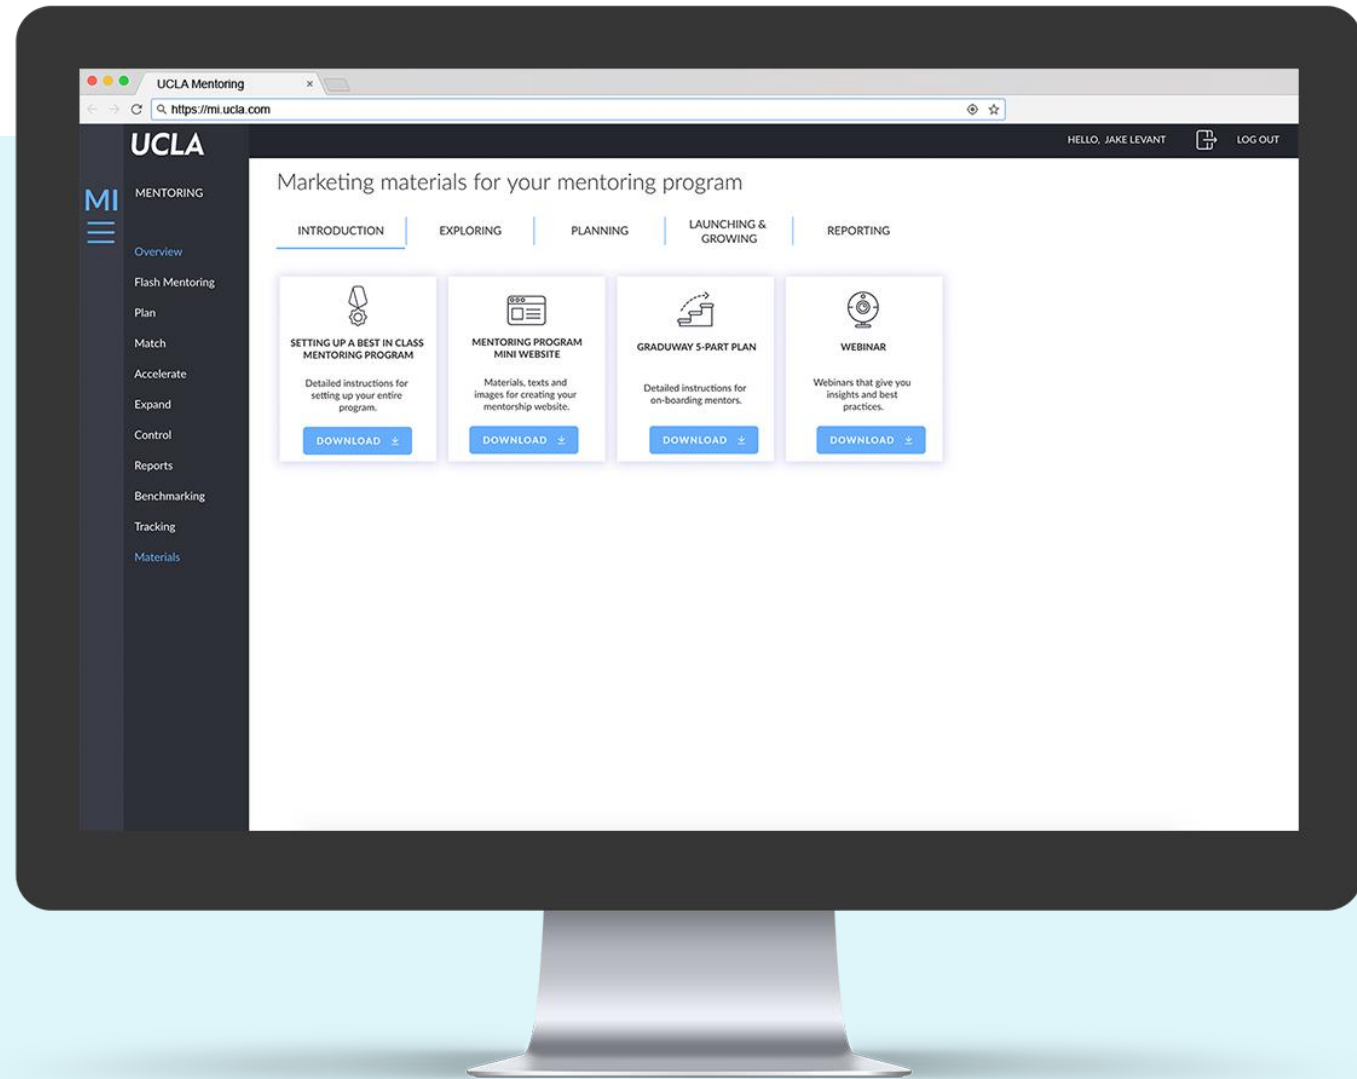 UCLA Mentoring
https://mi.ucla.com
UCLA
HELLO, JAKE LEVANT
LOG OUT
MI
MENTORING
Overview
Flash Mentoring
Plan
Match
Accelerate
Expand
Control
Reports
Benchmarking
Tracking
Materials
Marketing materials for your mentoring program
INTRODUCTION
EXPLORING
PLANNING
LAUNCHING &
GROWING
REPORTING
SETTING UP A BEST IN CLASS
MENTORING PROGRAM
Detailed instructions for
setting up your entire
program.
DOWNLOAD
MENTORING PROGRAM
MINI WEBSITE
Materials, texts and
images for creating your
mentorship website.
DOWNLOAD
GRADUWAY 5-PART PLAN
Detailed instructions for
on-boarding mentors.
DOWNLOAD
WEBINAR
Webinars that give you
insights and best
practices.
DOWNLOAD